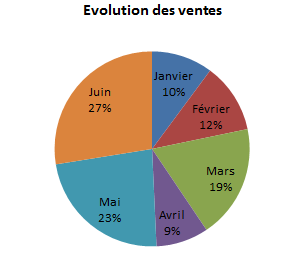 Evolution des ventes
Janvier
10%
Février
12%
Mars
19%
Avril
9%
Mai
23%
Juin
27%